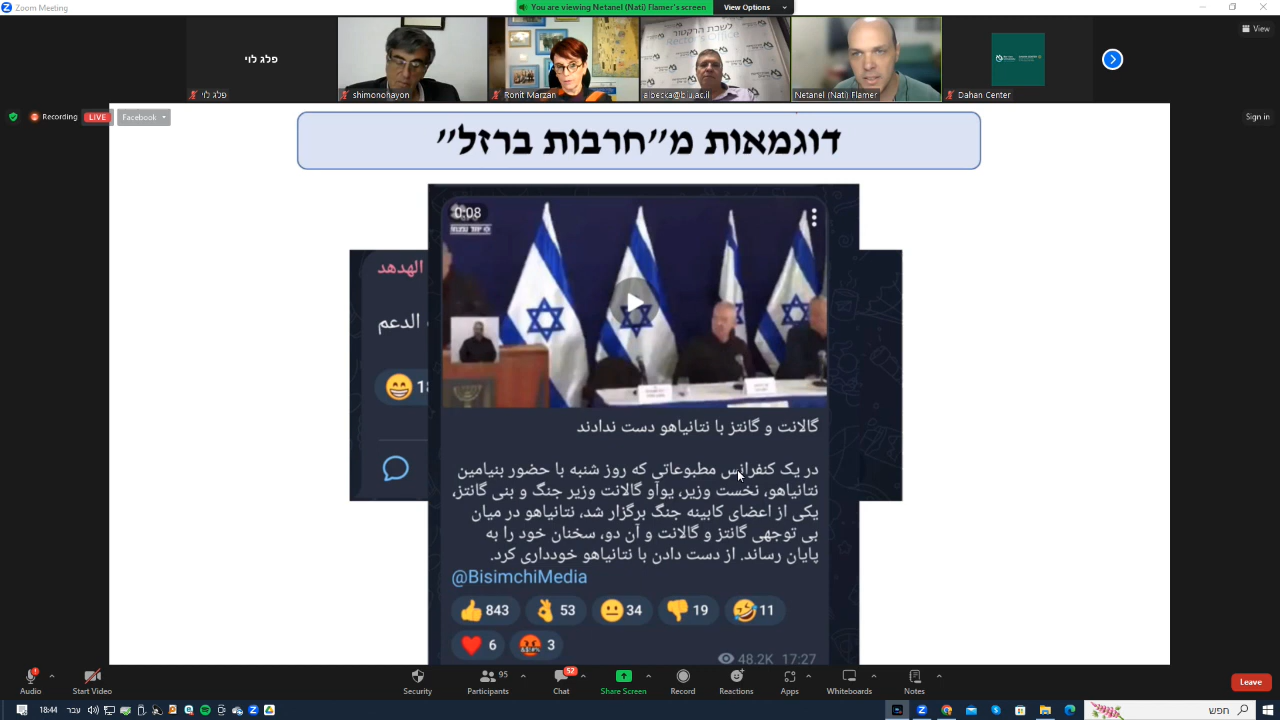 Zoom Meeting
You are viewing Netanel (Nati) Flamer's screen
View Options
View
פלג לוי
לשכת הרקטור
פלג לוי
shimonohayon
Ronit Marzan
Netanel (Nati) Flamer
Dahan Center
Recording
LIVE
Facebook
Sign in
דוגמאות מ"חרבות ברזל"
0:08
الهدهد
الدعم
گالانت و گانتز با نتانیاهو دست ندادند
در یک کنفرانس مطبوعاتی که روز شنبه با حضور بنیامین
نتانیاهو، نخست وزیر، یوآو گالانت وزیر جنگ و بنی گانتز،
یکی از اعضای کابینه جنگ برگزار شد، نتانیاهو در میان
بی توجهی گانتز و گالانت و آن دو، سخنان خود را به
پایان رساند. از دست دادن با نتانیاهو خودداری کرد.
@BisimchiMedia
843 53 34 19 11
6 3
48.2K 17:27
Audio
Start Video
Security
95
Participants
57
Chat
Share Screen
Record
Reactions
Apps
Whiteboards
Notes
Leave
18:44
עבר
חפש